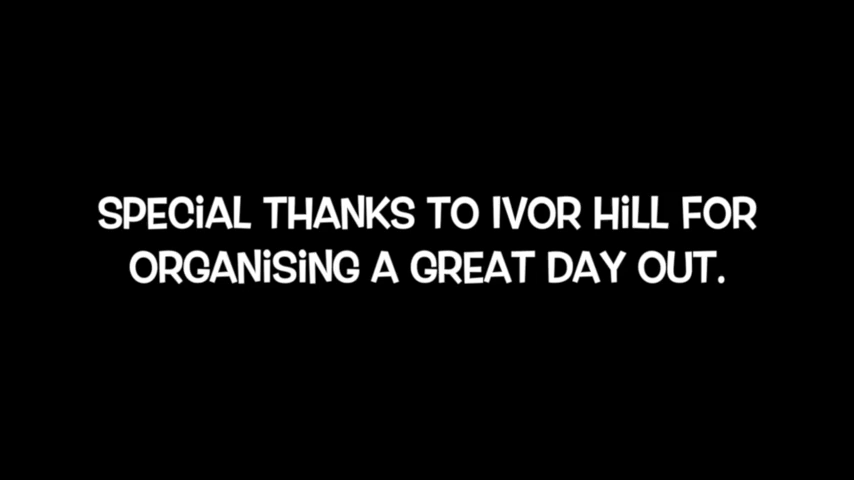 SPECiAL THANKS TO IVOR HiLL FOR
ORGANiSiNG A GREAT DAY OUT.